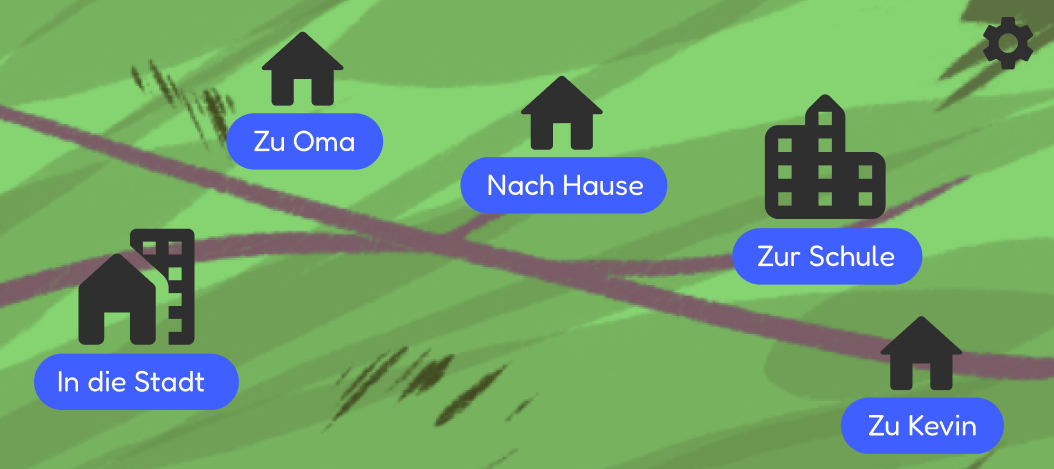 Zu Oma
Nach Hause
Zur Schule
In die Stadt
Zu Kevin